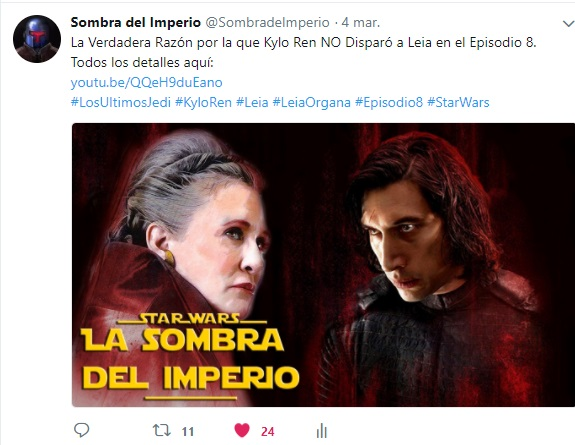 Sombra del Imperio @SombradelImperio · 4 mar.
La Verdadera Razón por la que Kylo Ren NO Disparó a Leia en el Episodio 8.
Todos los detalles aquí:
youtu.be/QQeH9duEano
#LosUltimosJedi #KyloRen #Leia #LeiaOrgana #Episodio8 #StarWars
STAR WARS
LA SOMBRA
DEL IMPERIO
11 24